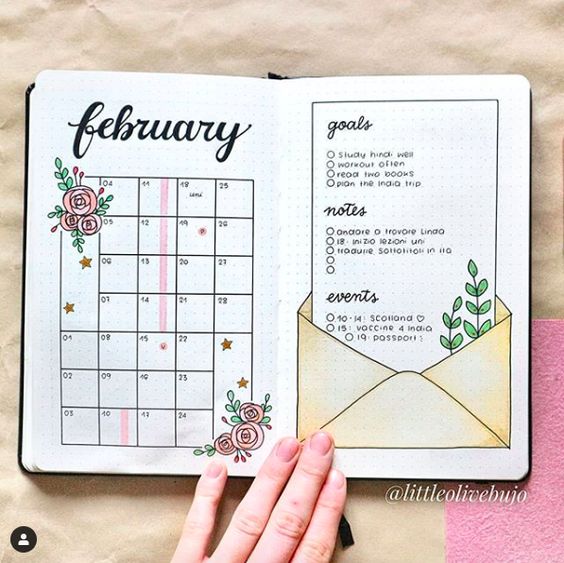 february
04 11 18 25
uni
05 12 19 26
P
06 13 20 27
07 14 21 28
01 08 15 22
V
02 09 16 23
03 10 17 24
goals
study hindi well
workout often
read two books
plan the India trip
notes
andare a trovare Linda
18: inizio lezioni uni
tradurre sottotitoli in ita
events
10-14: Scotland ♡
15: vaccine 4 India
19: passport :
@littleolivebujo